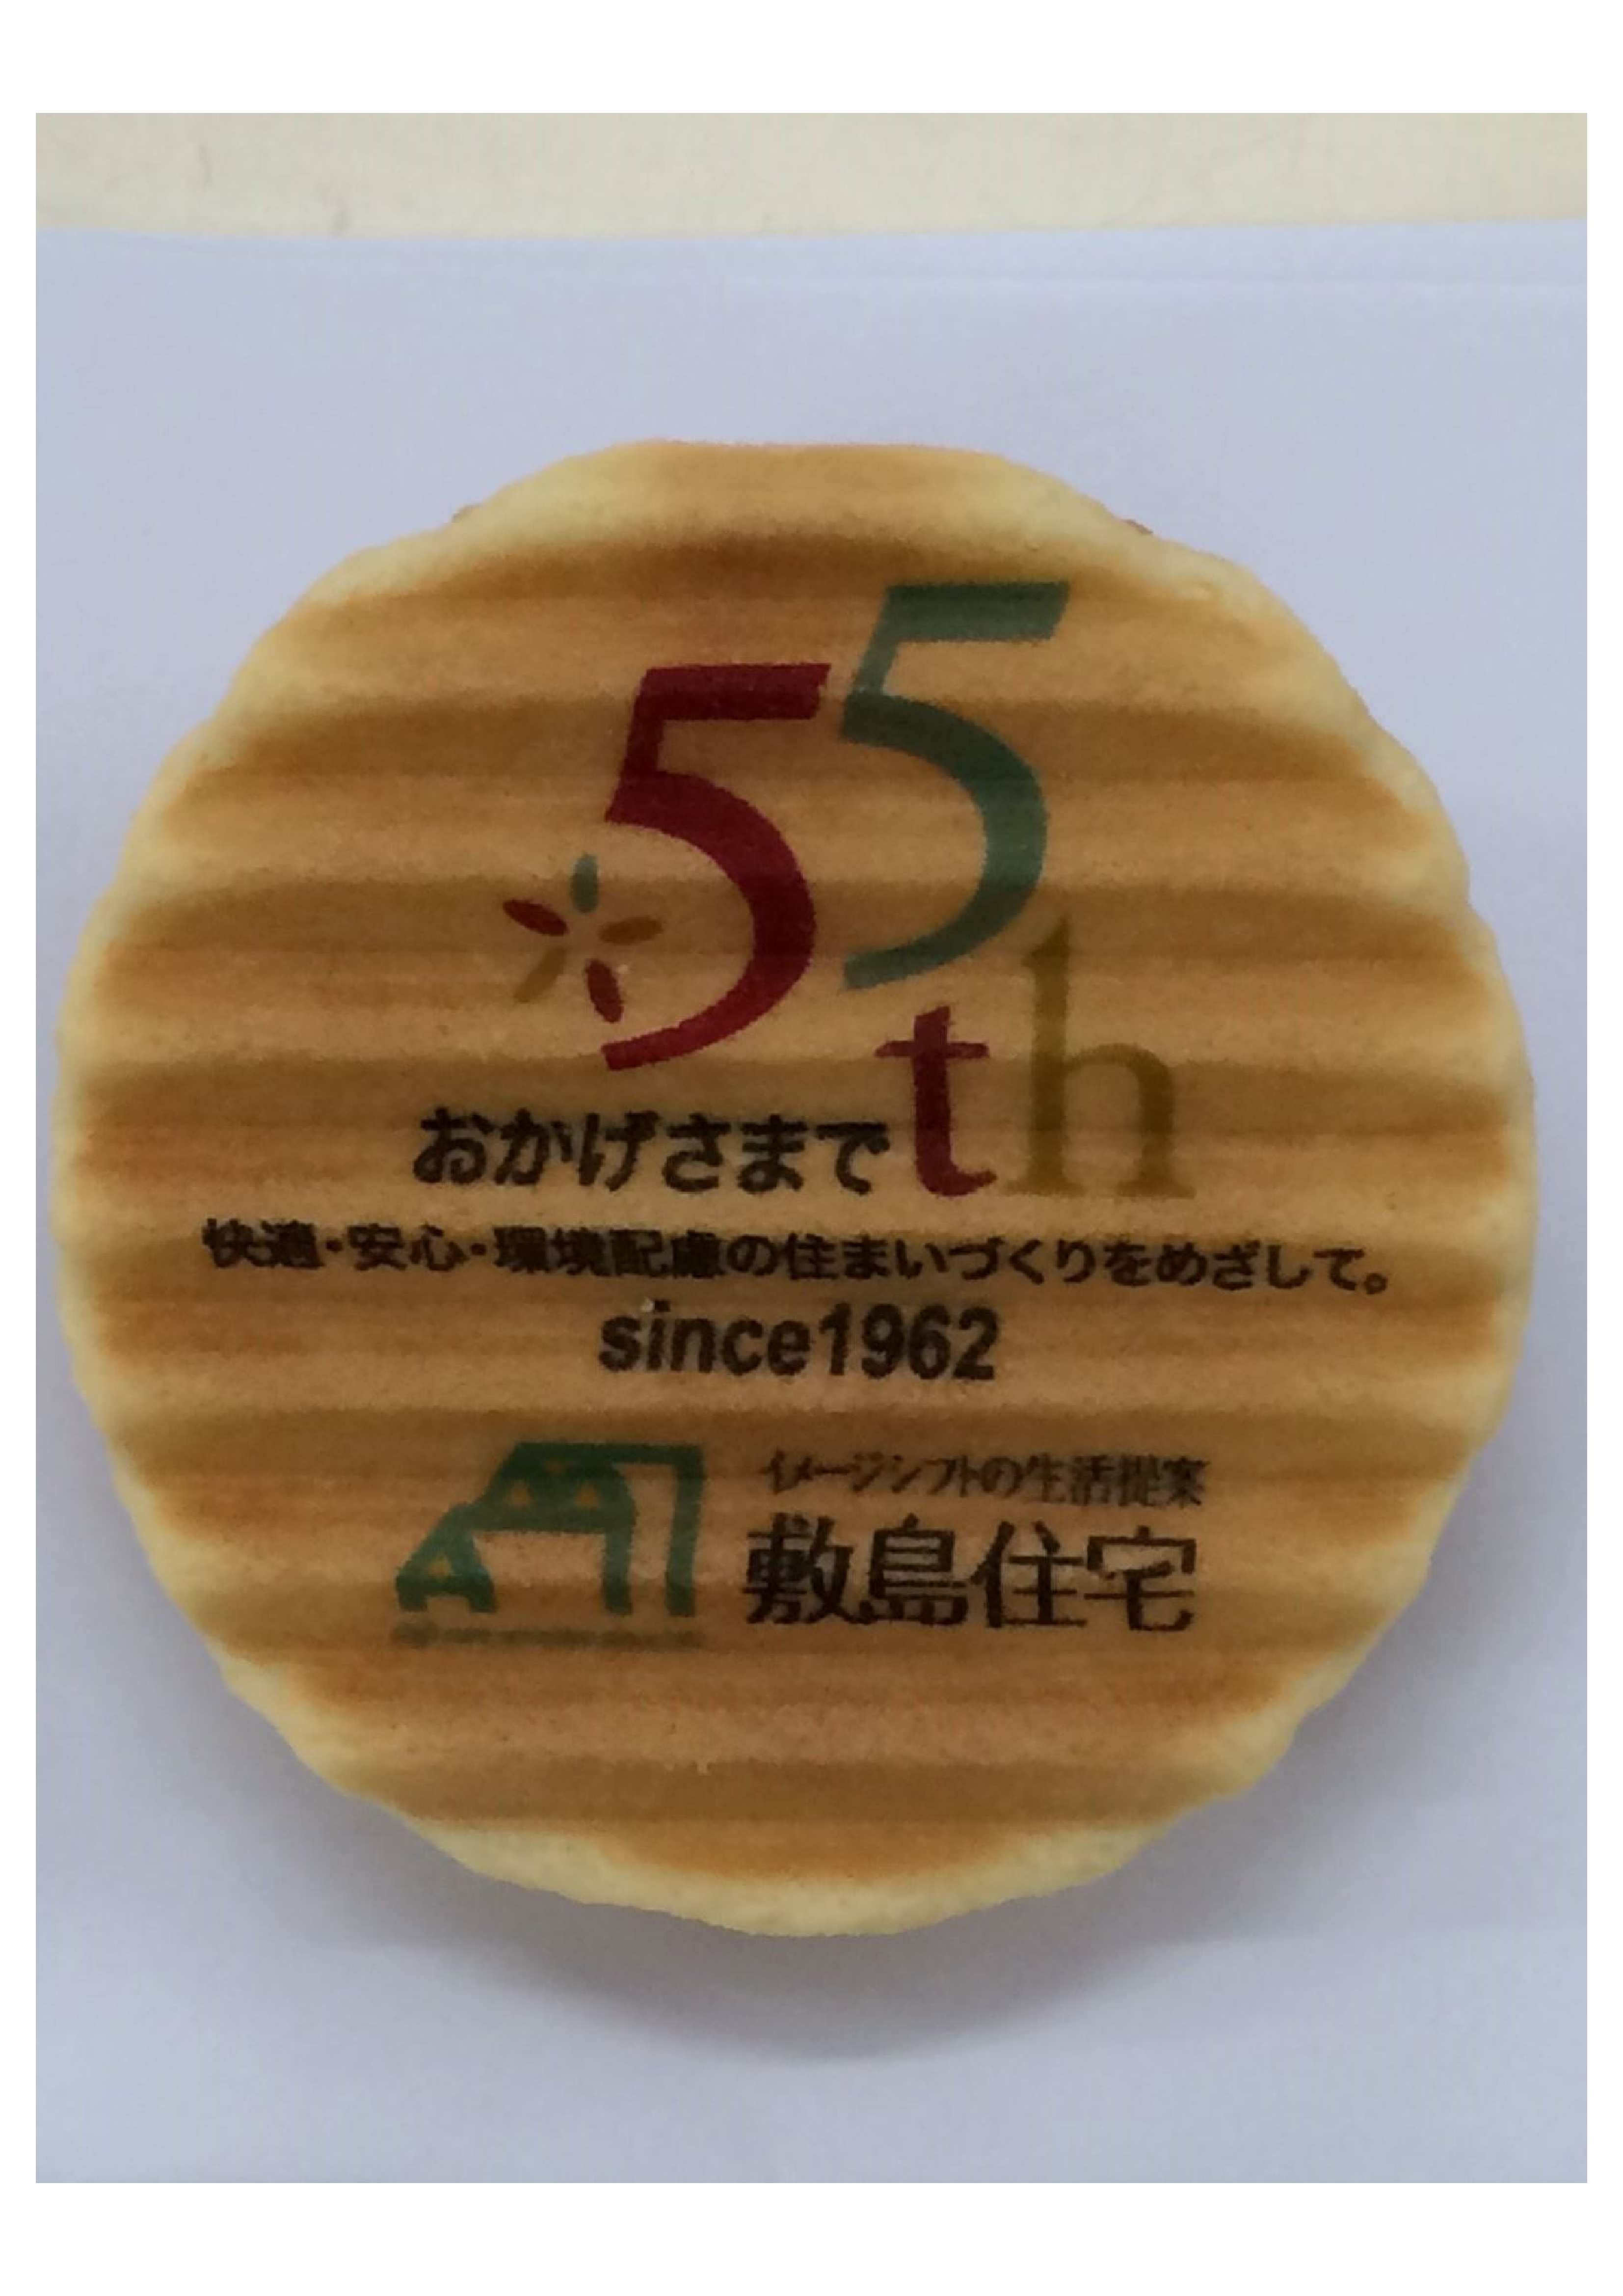 55th
おかげさまで
快適・安心・環境配慮の住まいづくりをめざして。
since1962
イメージシフトの生活提案
敷島住宅